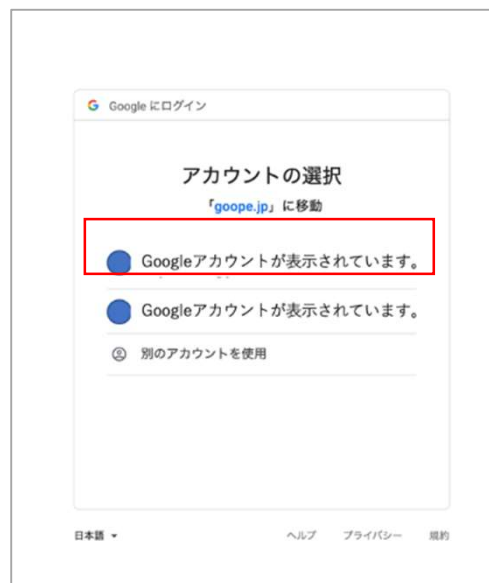 Google にログイン
アカウントの選択
「goope.jp」に移動
Googleアカウントが表示されています。
Googleアカウントが表示されています。
別のアカウントを使用
日本語
ヘルプ プライバシー 規約